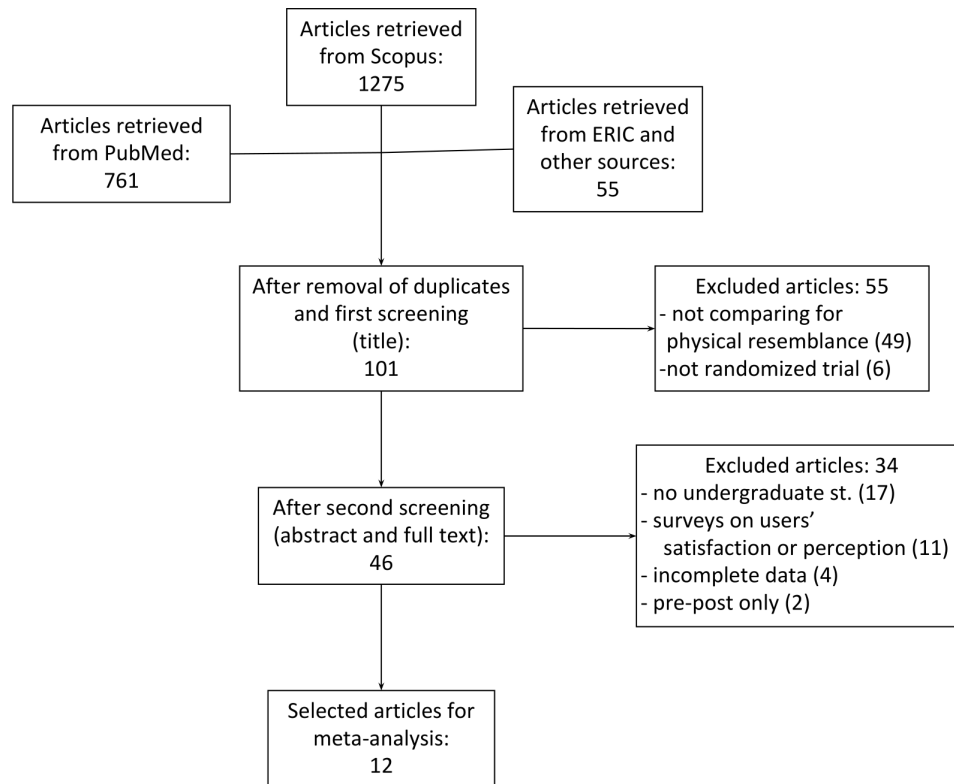 Articles retrieved
from Scopus:
1275
Articles retrieved
from PubMed:
761
Articles retrieved
from ERIC and
other sources:
55
After removal of duplicates
and first screening
(title):
101
Excluded articles: 55
- not comparing for
physical resemblance (49)
-not randomized trial (6)
After second screening
(abstract and full text):
46
Excluded articles: 34
- no undergraduate st. (17)
- surveys on users’
satisfaction or perception (11)
- incomplete data (4)
- pre-post only (2)
Selected articles for
meta-analysis:
12